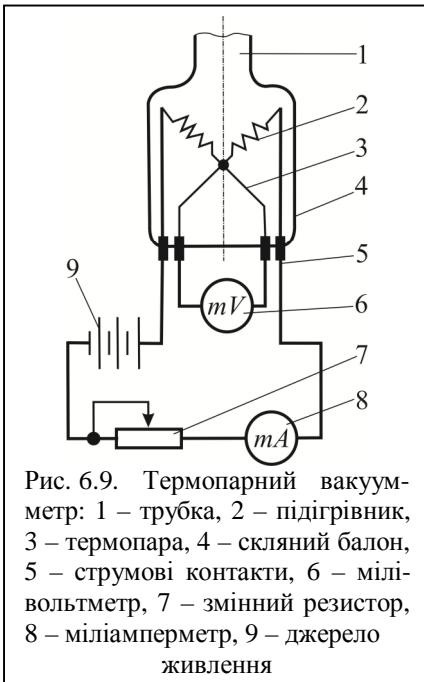 1
2
3
4
5
9
mV
6
7
8
mA
Рис. 6.9. Термопарний вакуум-
метр: 1 – трубка, 2 – підігрівник,
3 – термопара, 4 – скляний балон,
5 – струмові контакти, 6 – мілі-
вольтметр, 7 – змінний резистор,
8 – міліамперметр, 9 – джерело
живлення